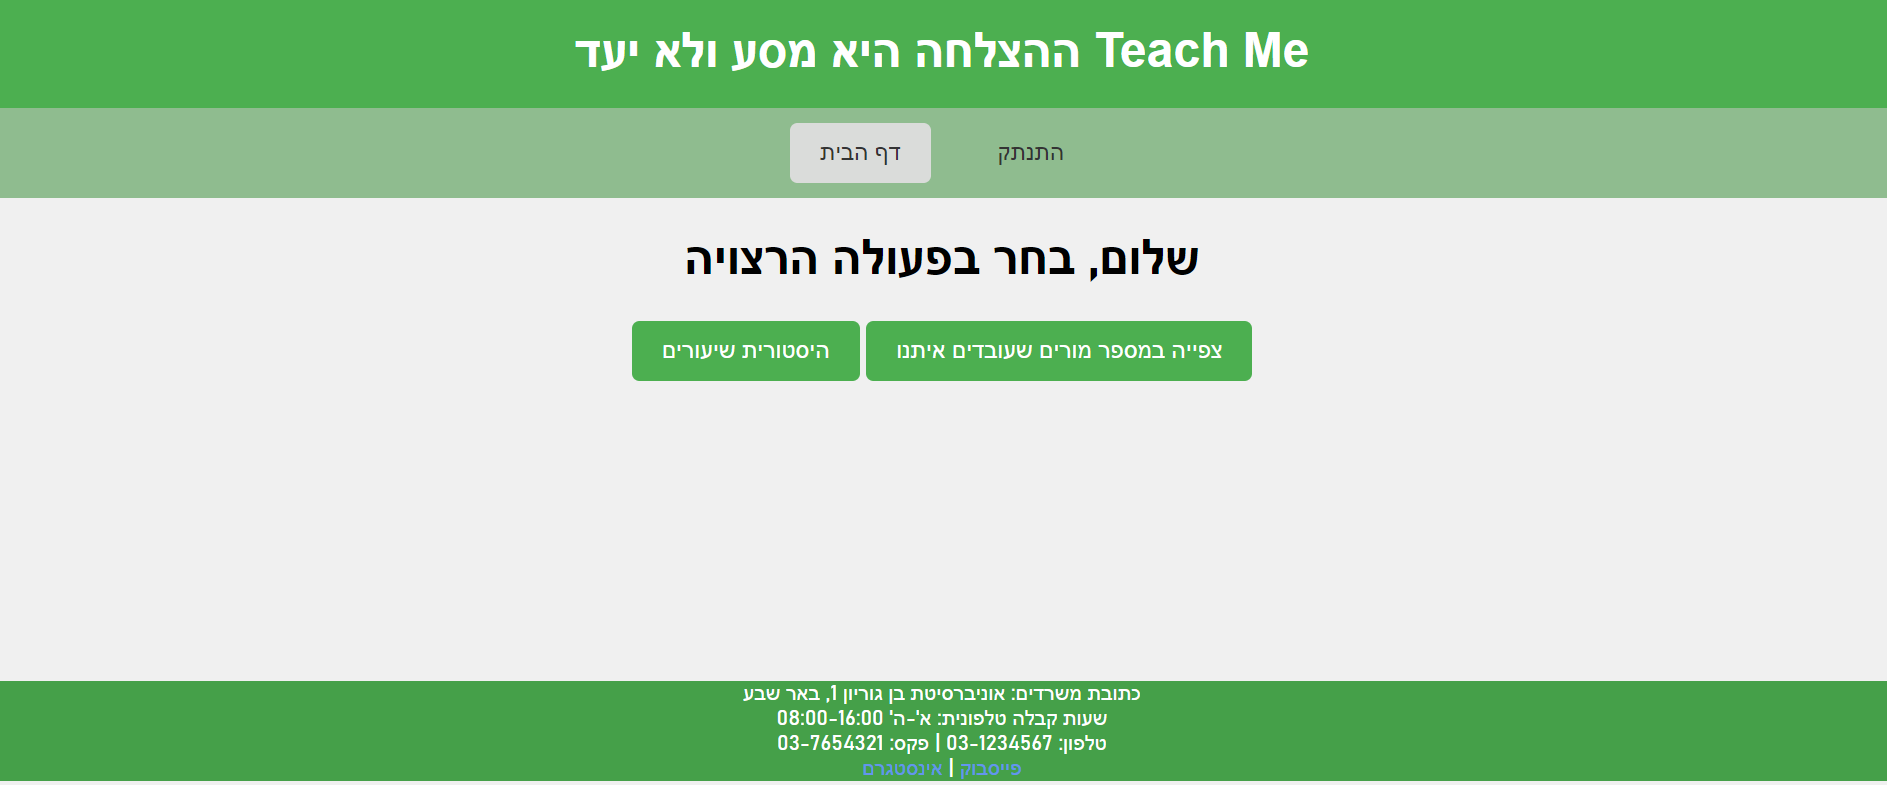 Teach Me ההצלחה היא מסע ולא יעד
התנתק
דף הבית
שלום, בחר בפעולה הרצויה
צפייה במספר מורים שעובדים איתנו
היסטורית שיעורים
כתובת משרדים: אוניברסיטת בן גוריון 1, באר שבע
שעות קבלה טלפונית: א'-ה' 08:00-16:00
טלפון: 03-1234567 | פקס: 03-7654321
פייסבוק | אינסטגרם